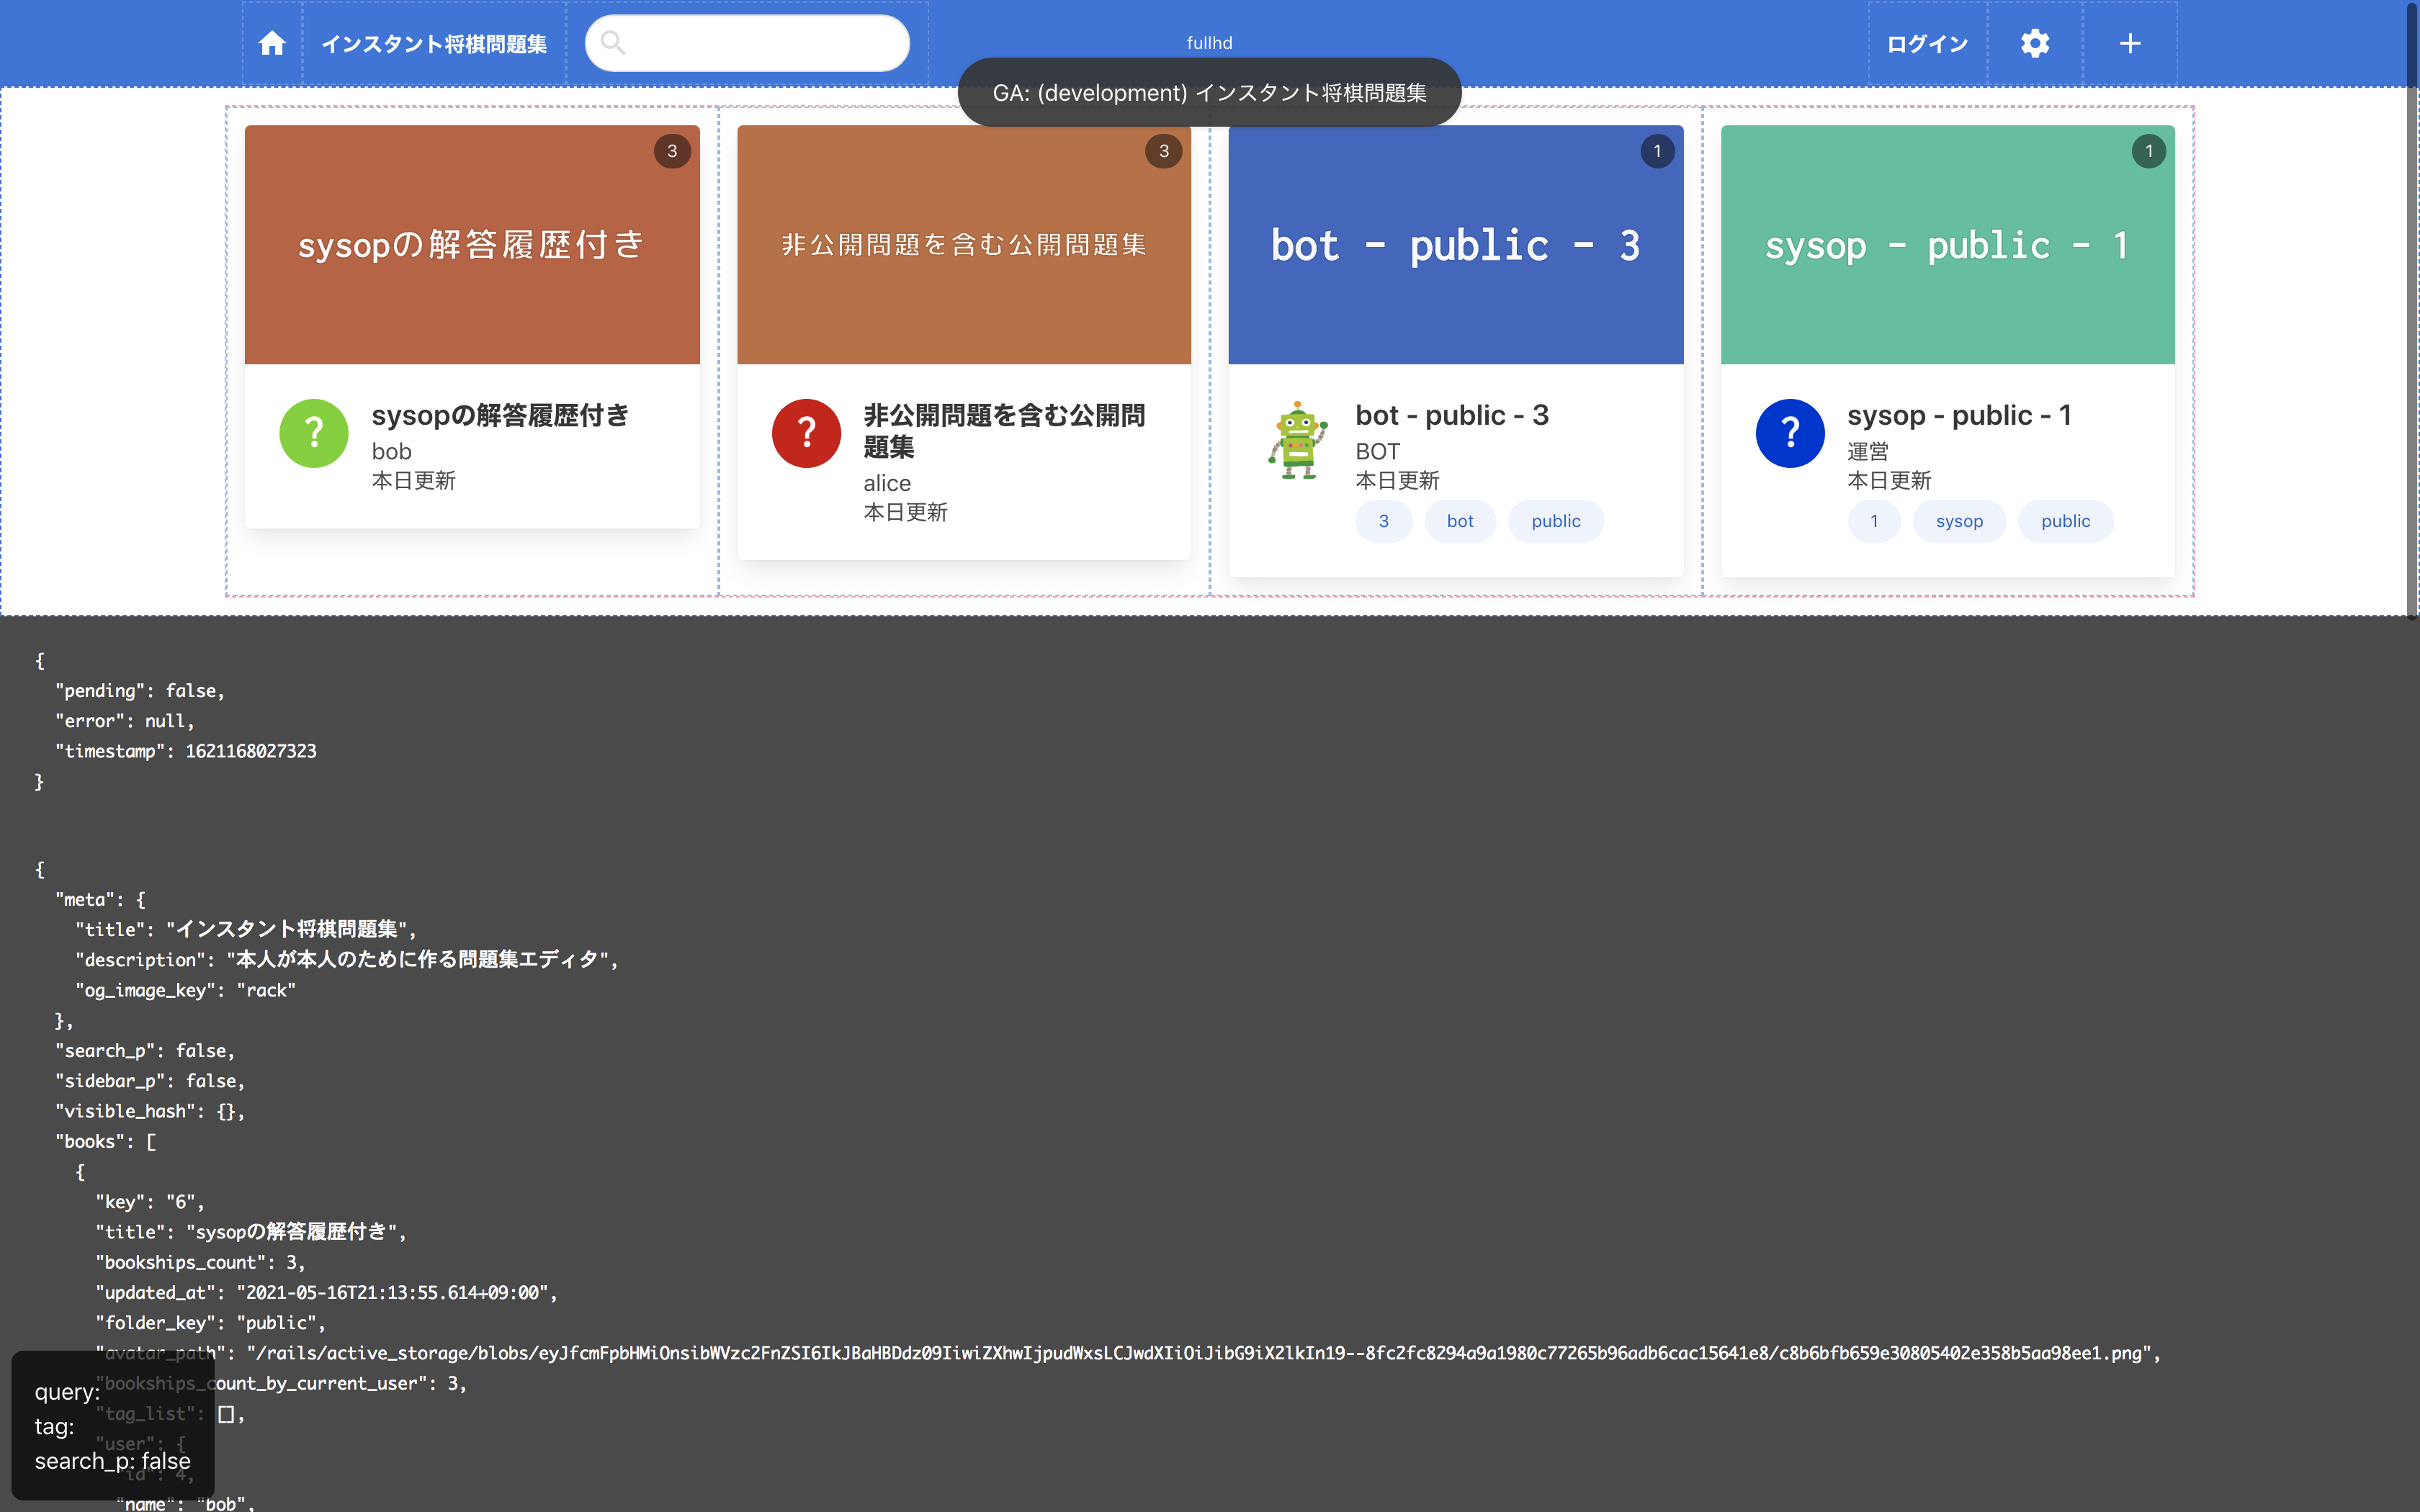 インスタント将棋問題集
fullhd
ログイン
GA: (development) インスタント将棋問題集
3
sysopの解答履歴付き
sysopの解答履歴付き
bob
本日更新
3
非公開問題を含む公開問題集
非公開問題を含む公開問
題集
alice
本日更新
1
bot - public - 3
bot - public - 3
BOT
本日更新
3 bot public
1
sysop - public - 1
sysop - public - 1
運営
本日更新
1 sysop public
{
"pending": false,
"error": null,
"timestamp": 1621168027323
}
{
"meta": {
"title": "インスタント将棋問題集",
"description": "本人が本人のために作る問題集エディタ",
"og_image_key": "rack"
},
"search_p": false,
"sidebar_p": false,
"visible_hash": {},
"books": [
{
"key": "6",
"title": "sysopの解答履歴付き",
"bookships_count": 3,
"updated_at": "2021-05-16T21:13:55.614+09:00",
"folder_key": "public",
"avatar_path": "/rails/active_storage/blobs/eyJfcmFpbHMiOnsibWVzc2FnZSI6IkJBaHBDdz09IiwiZXhwIjpudWxsLCJwdXIiOiJibG9iX2lkIn19--8fc2fc8294a9a1980c77265b96adb6cac15641e8/c8b6bfb659e30805402e358b5aa98ee1.png",
"bookships_count_by_current_user": 3,
"tag_list": [],
"user": {
"id": 4,
"name": "bob",
query:
tag:
search_p: false